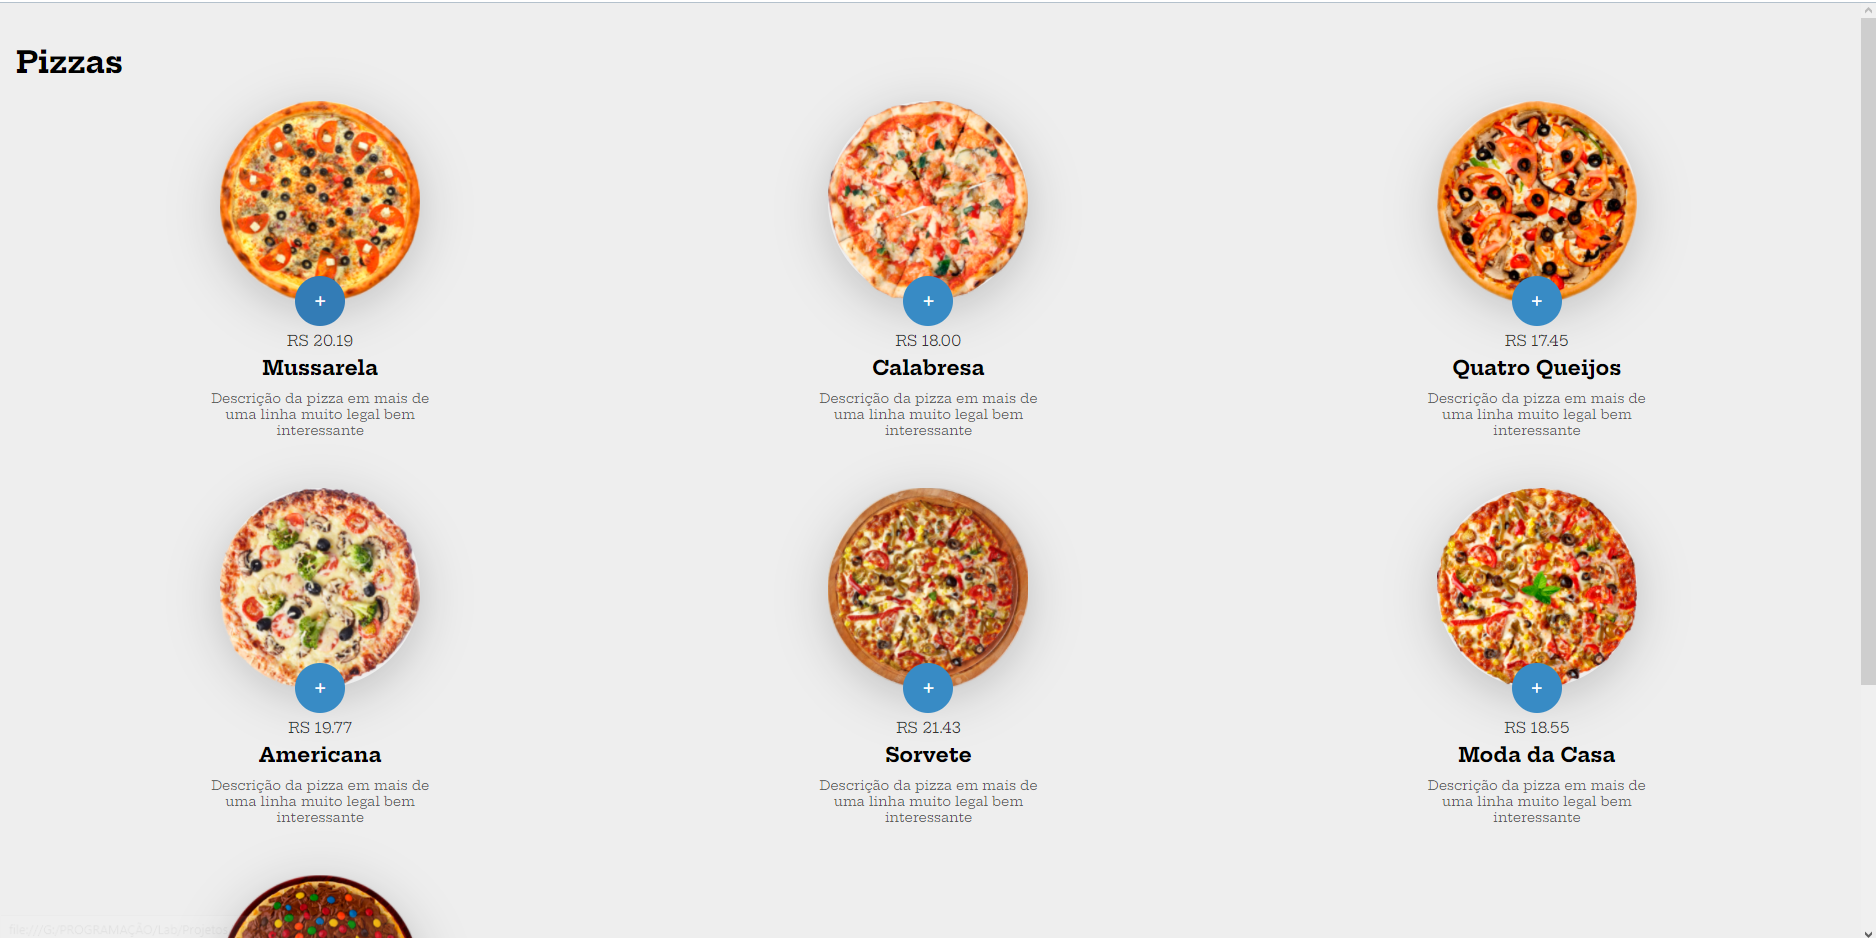 Pizzas
+
+
+
RS 20.19
RS 18.00
RS 17.45
Mussarela
Calabresa
Quatro Queijos
Descrição da pizza em mais de
uma linha muito legal bem
interessante
Descrição da pizza em mais de
uma linha muito legal bem
interessante
Descrição da pizza em mais de
uma linha muito legal bem
interessante
+
+
+
RS 19.77
RS 21.43
RS 18.55
Americana
Sorvete
Moda da Casa
Descrição da pizza em mais de
uma linha muito legal bem
interessante
Descrição da pizza em mais de
uma linha muito legal bem
interessante
Descrição da pizza em mais de
uma linha muito legal bem
interessante
file:///G:/PROGRAMAÇÃO/Lab/Projetos